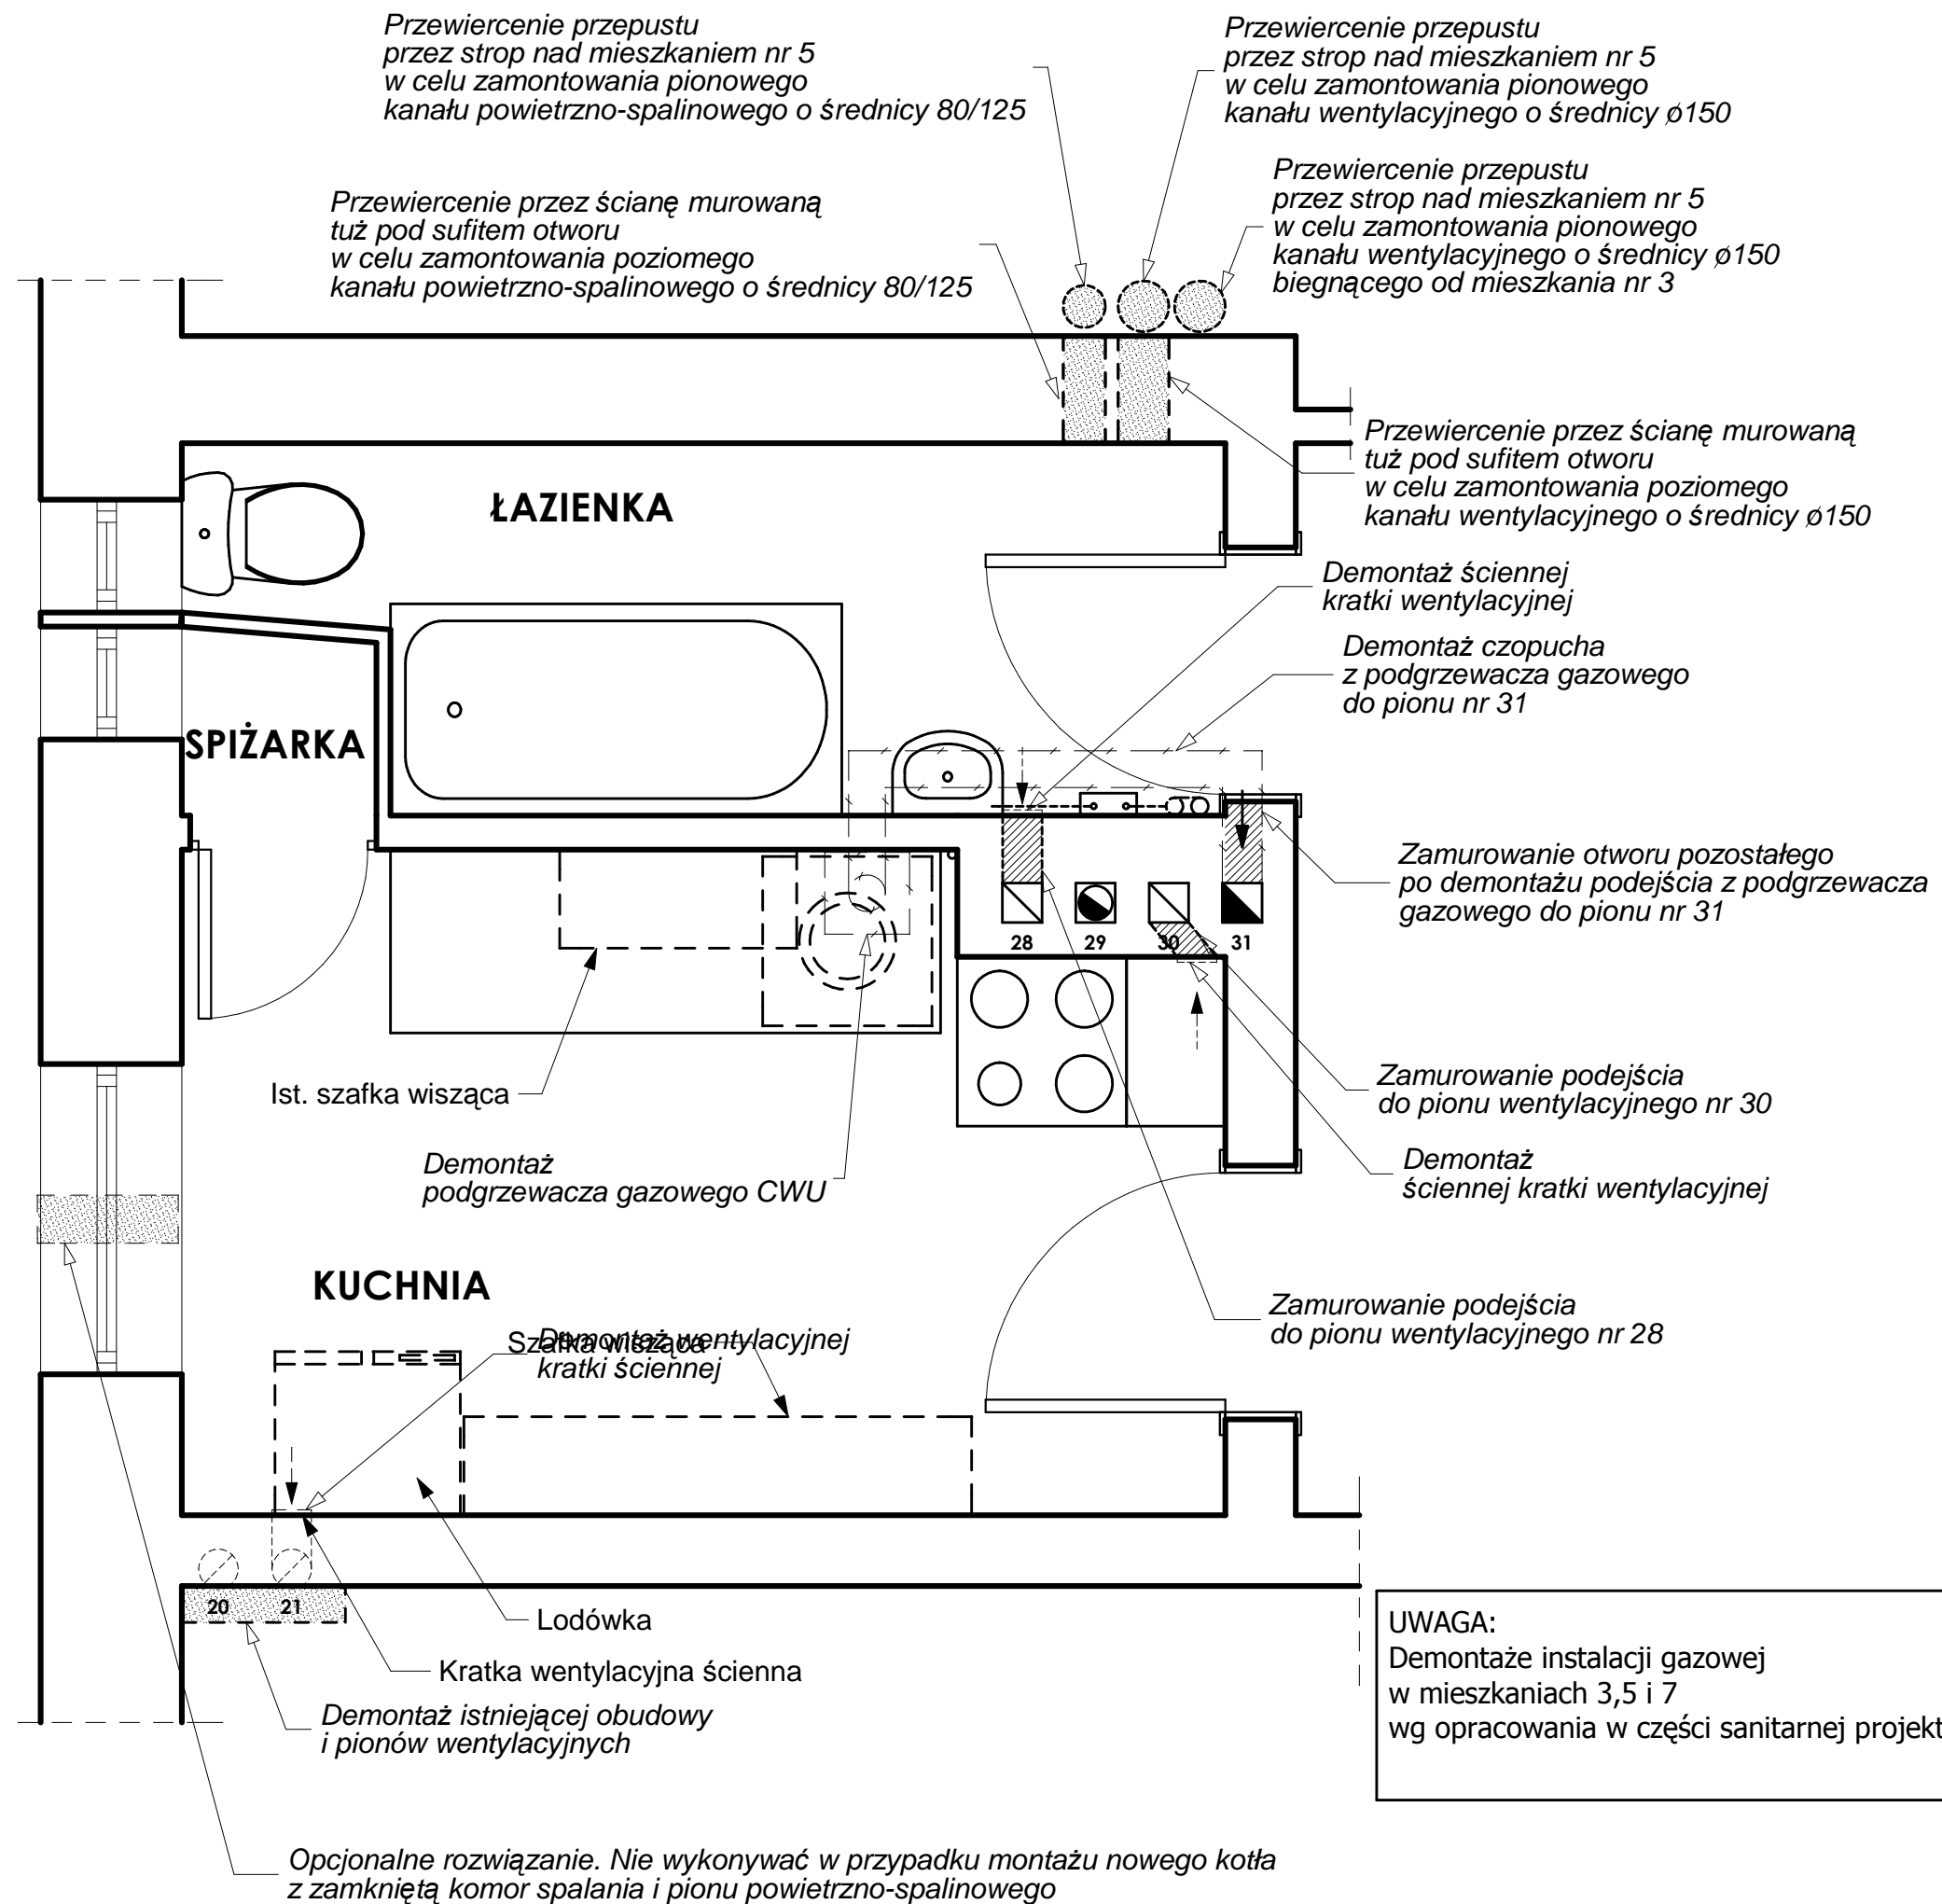 Przewiercenie przepustu
przez strop nad mieszkaniem nr 5
w celu zamontowania pionowego
kanału powietrzno-spalinowego o średnicy 80/125
Przewiercenie przepustu
przez strop nad mieszkaniem nr 5
w celu zamontowania pionowego
kanału wentylacyjnego o średnicy ø150
Przewiercenie przepustu
przez strop nad mieszkaniem nr 5
w celu zamontowania pionowego
kanału wentylacyjnego o średnicy ø150
biegnącego od mieszkania nr 3
Przewiercenie przez ścianę murowaną
tuż pod sufitem otworu
w celu zamontowania poziomego
kanału powietrzno-spalinowego o średnicy 80/125
Przewiercenie przez ścianę murowaną
tuż pod sufitem otworu
w celu zamontowania poziomego
kanału wentylacyjnego o średnicy ø150
ŁAZIENKA
Demontaż ściennej
kratki wentylacyjnej
Demontaż czopucha
z podgrzewacza gazowego
do pionu nr 31
SPIŻARKA
Zamurowanie otworu pozostałego
po demontażu podejścia z podgrzewacza
gazowego do pionu nr 31
28 29 30 31
Ist. szafka wisząca
Zamurowanie podejścia
do pionu wentylacyjnego nr 30
Demontaż
podgrzewacza gazowego CWU
Demontaż
ściennej kratki wentylacyjnej
KUCHNIA
Zamurowanie podejścia
do pionu wentylacyjnego nr 28
Szafka wisząca
Demontaż wentylacyjnej
kratki ściennej
20 21
Lodówka
Kratka wentylacyjna ścienna
Demontaż istniejącej obudowy
i pionów wentylacyjnych
UWAGA:
Demontaże instalacji gazowej
w mieszkaniach 3,5 i 7
wg opracowania w części sanitarnej projekt
Opcjonalne rozwiązanie. Nie wykonywać w przypadku montażu nowego kotła
z zamkniętą komor spalania i pionu powietrzno-spalinowego